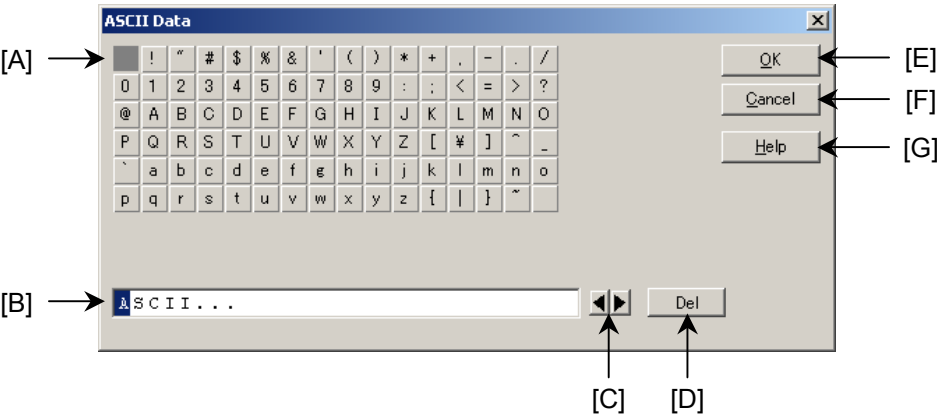 ASCII Data
[A] ! " # $ % & ' ( ) * + , - . / OK [E]
0 1 2 3 4 5 6 7 8 9 : ; < = > ? Cancel [F]
@ A B C D E F G H I J K L M N O
P Q R S T U V W X Y Z [ ¥ ] ^ _ Help [G]
` a b c d e f g h i j k l m n o
p q r s t u v w x y z { | } ~
[B] ASCII... Del
[C] [D]